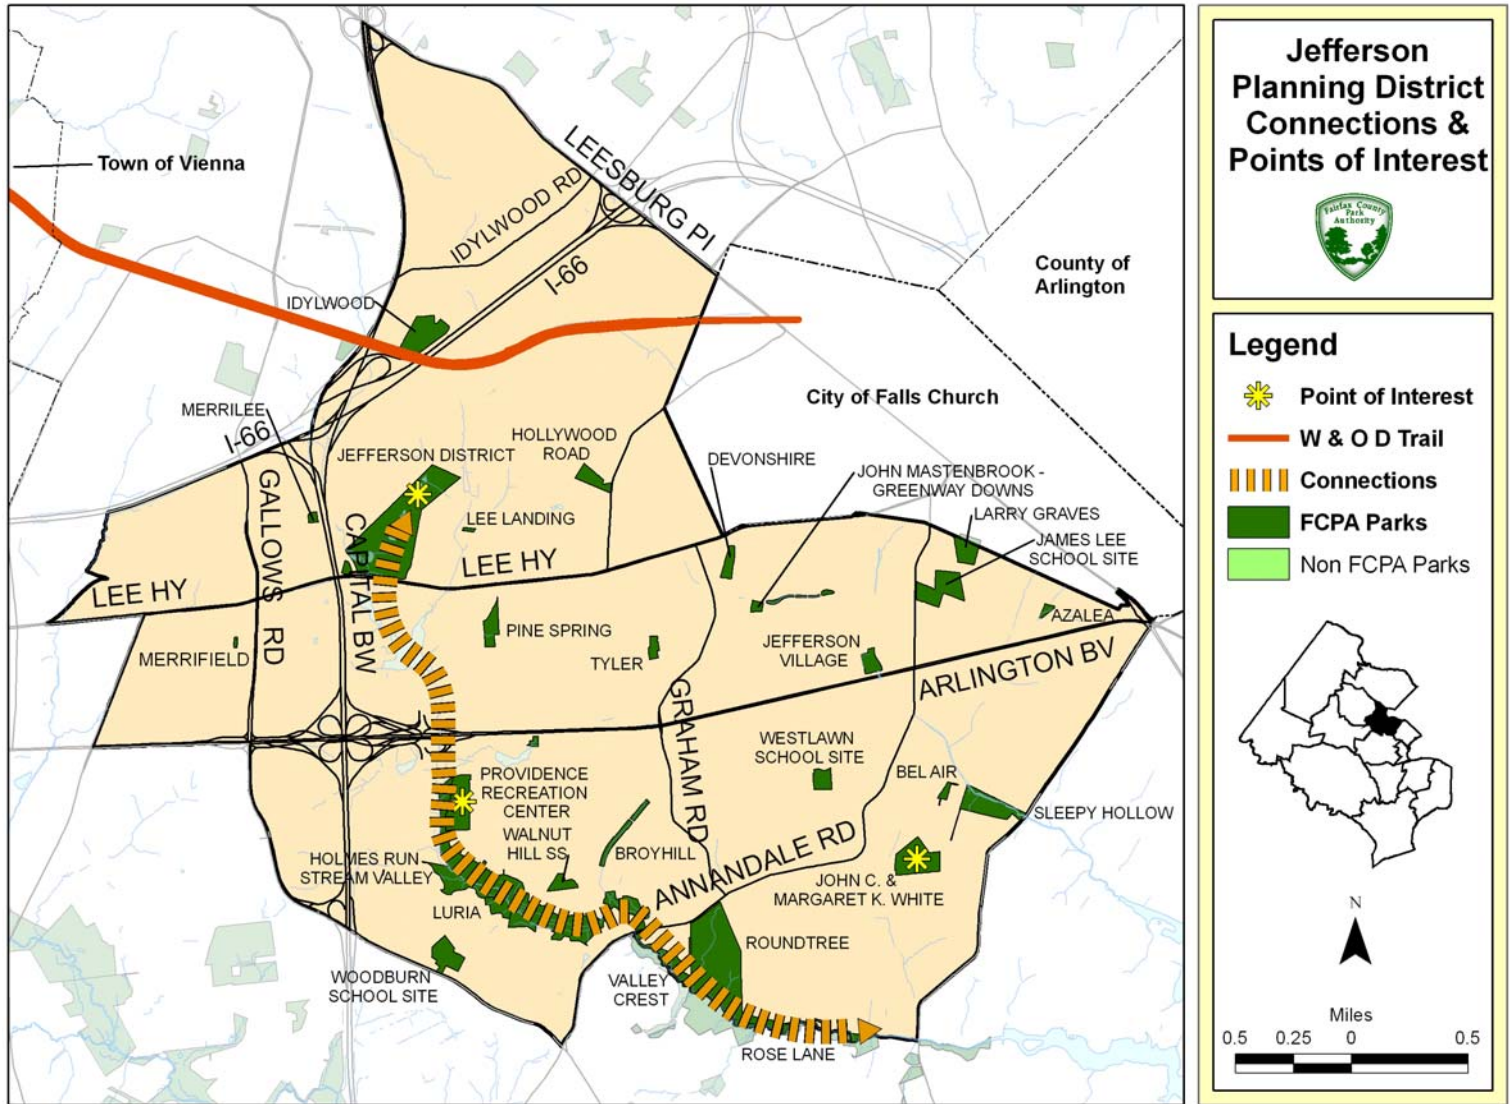 Jefferson
Planning District
Connections &
Points of Interest
Fairfax County
Park
Authority
Legend
Point of Interest
W & O D Trail
Connections
FCPA Parks
Non FCPA Parks
N
Miles
0.5 0.25 0 0.5
Town of Vienna
LEESBURG PI
IDYLWOOD RD
I-66
County of
Arlington
IDYLWOOD
City of Falls Church
MERRILEE
I-66
JEFFERSON DISTRICT
HOLLYWOOD
ROAD
DEVONSHIRE
JOHN MASTENBROOK -
GREENWAY DOWNS
LARRY GRAVES
JAMES LEE
SCHOOL SITE
GALLOWS RD
CAPITAL BW
LEE LANDING
LEE HY
LEE HY
AZALEA
PINE SPRING
MERRIFIELD
TYLER
JEFFERSON
VILLAGE
ARLINGTON BV
GRAHAM RD
WESTLAWN
SCHOOL SITE
BEL AIR
PROVIDENCE
RECREATION
CENTER
SLEEPY HOLLOW
WALNUT
HILL SS
BROYHILL
ANNANDALE RD
HOLMES RUN
STREAM VALLEY
JOHN C. &
MARGARET K. WHITE
LURIA
ROUNDTREE
WOODBURN
SCHOOL SITE
VALLEY
CREST
ROSE LANE